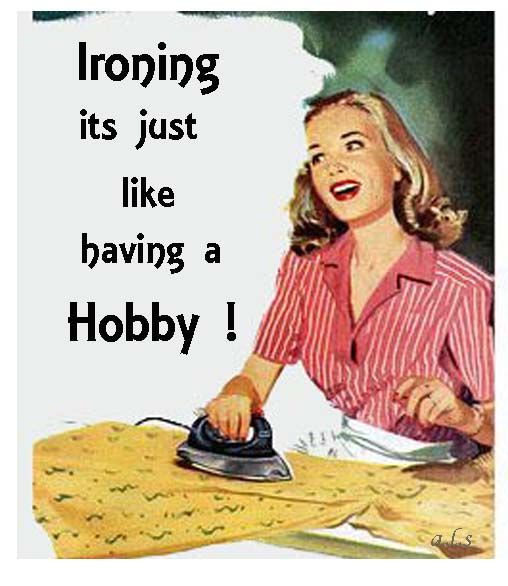 Ironing
its just
like
having a
Hobby !
a.l.s